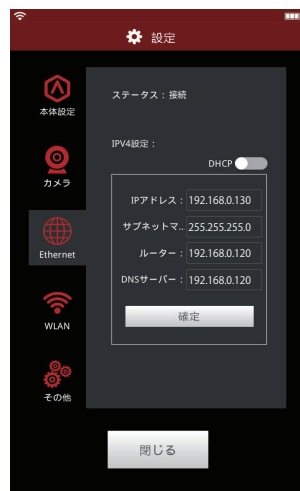 設定
本体設定
カメラ
Ethernet
WLAN
その他
ステータス：接続
IPV4設定：
DHCP
IPアドレス：192.168.0.130
サブネットマ... 255.255.255.0
ルーター：192.168.0.120
DNSサーバー：192.168.0.120
確定
閉じる